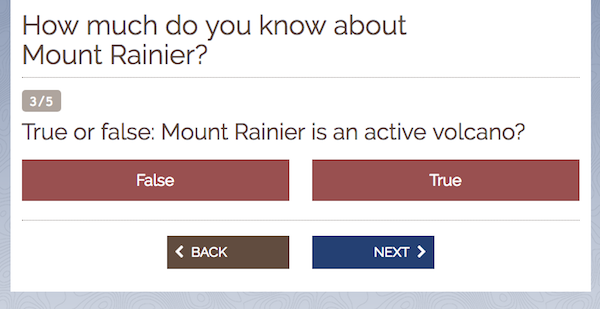 How much do you know about
Mount Rainier?
3/5
True or false: Mount Rainier is an active volcano?
False
True
BACK
NEXT